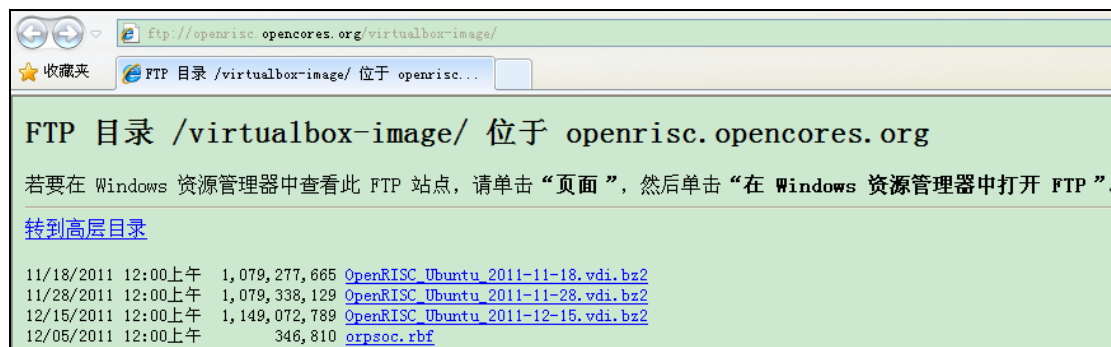 ftp://openrisc.opencores.org/virtualbox-image/
收藏夹 FTP 目录 /virtualbox-image/ 位于 openrisc...
FTP 目录 /virtualbox-image/ 位于 openrisc.opencores.org
若要在 Windows 资源管理器中查看此 FTP 站点，请单击“页面”，然后单击“在 Windows 资源管理器中打开 FTP”。
转到高层目录
11/18/2011 12:00上午 1,079,277,665 OpenRISC_Ubuntu_2011-11-18.vdi.bz2
11/28/2011 12:00上午 1,079,338,129 OpenRISC_Ubuntu_2011-11-28.vdi.bz2
12/15/2011 12:00上午 1,149,072,789 OpenRISC_Ubuntu_2011-12-15.vdi.bz2
12/05/2011 12:00上午 346,810 orpsoc.rbf